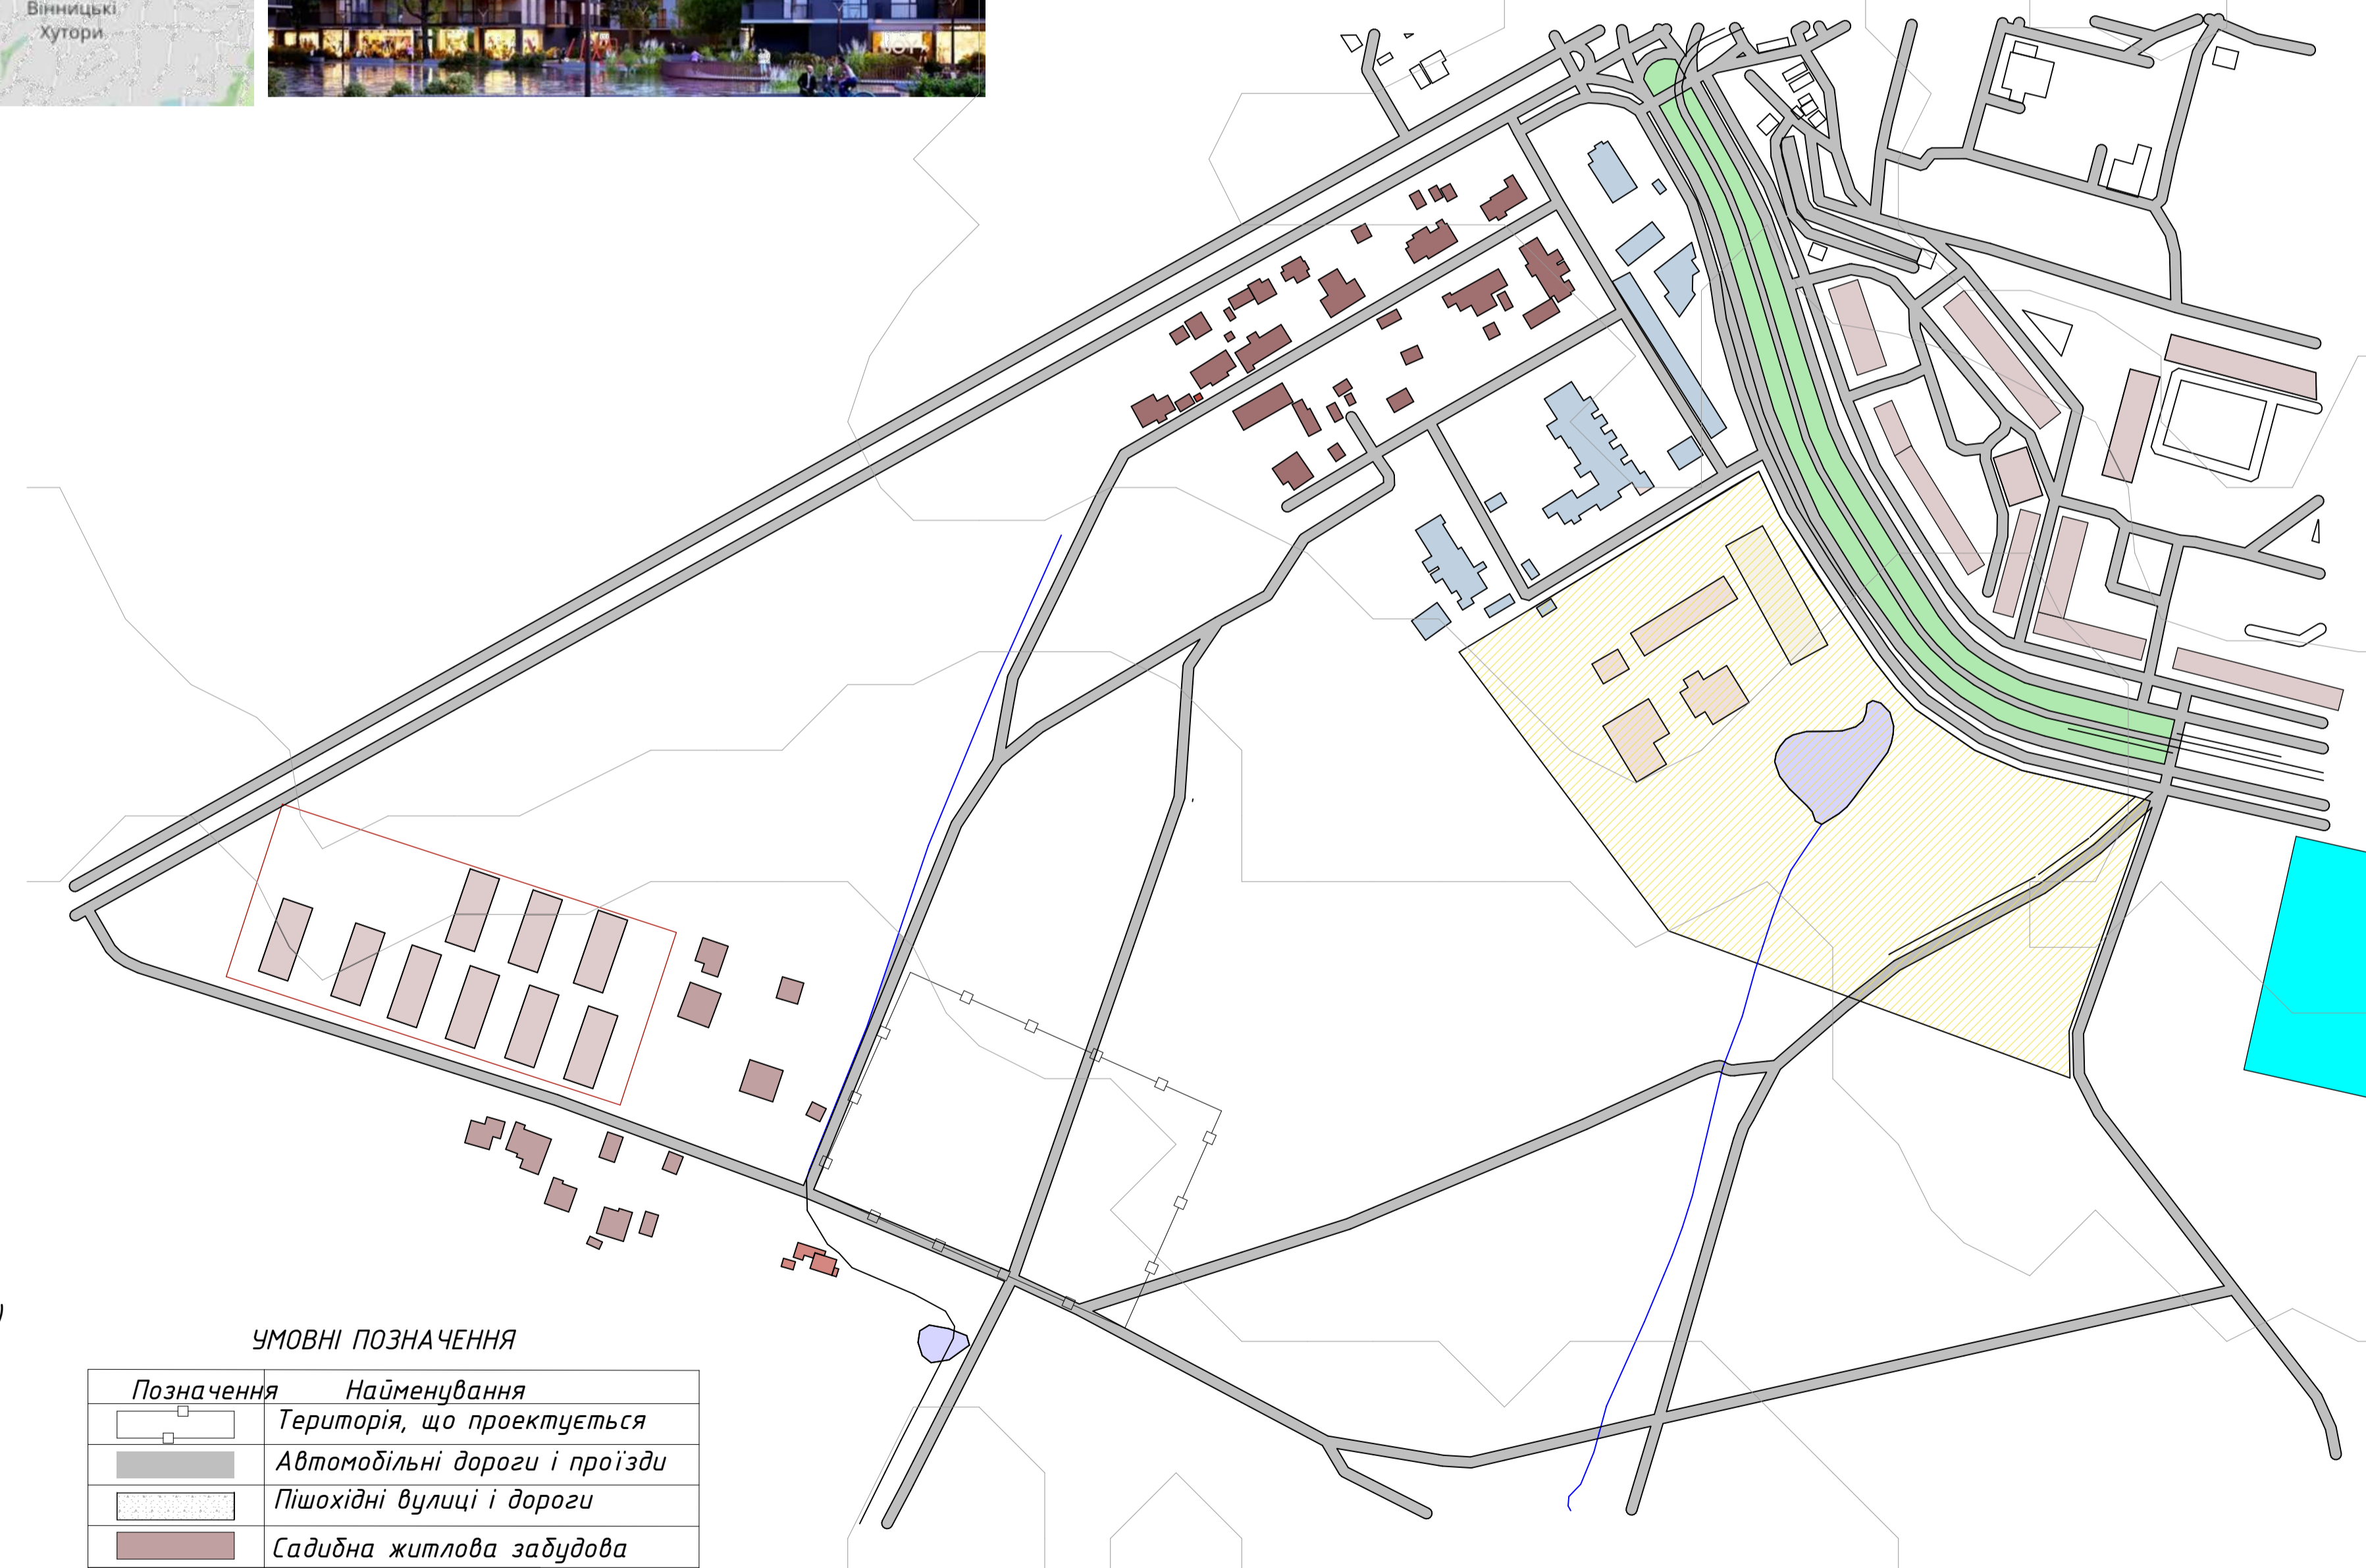 Вінницькі
Хутори
УМОВНІ ПОЗНАЧЕННЯ
Позначення Найменування
Територія, що проектується
Автомобільні дороги і проїзди
Пішохідні вулиці і дороги
Садибна житлова забудова